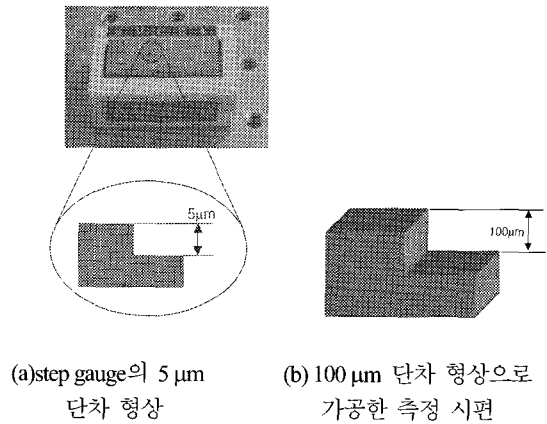 5μm
100μm
(a)step gauge의 5 μm
단차 형상
(b) 100 μm 단차 형상으로
가공한 측정 시편